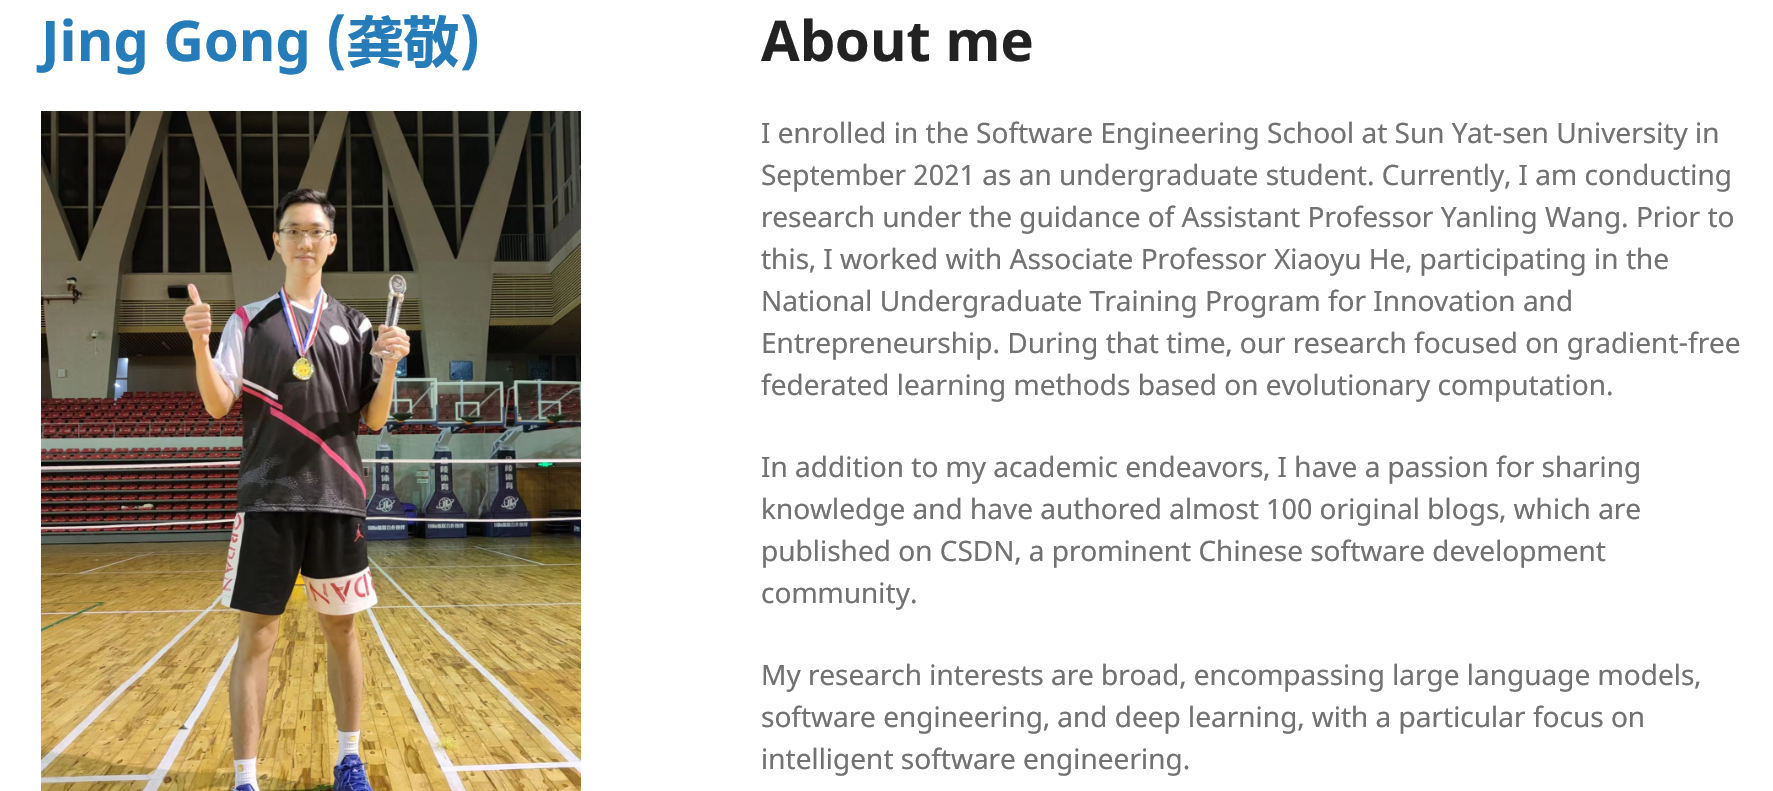 Jing Gong (龚敬)
About me
I enrolled in the Software Engineering School at Sun Yat-sen University in
September 2021 as an undergraduate student. Currently, I am conducting
research under the guidance of Assistant Professor Yanling Wang. Prior to
this, I worked with Associate Professor Xiaoyu He, participating in the
National Undergraduate Training Program for Innovation and
Entrepreneurship. During that time, our research focused on gradient-free
federated learning methods based on evolutionary computation.
In addition to my academic endeavors, I have a passion for sharing
knowledge and have authored almost 100 original blogs, which are
published on CSDN, a prominent Chinese software development
community.
My research interests are broad, encompassing large language models,
software engineering, and deep learning, with a particular focus on
intelligent software engineering.